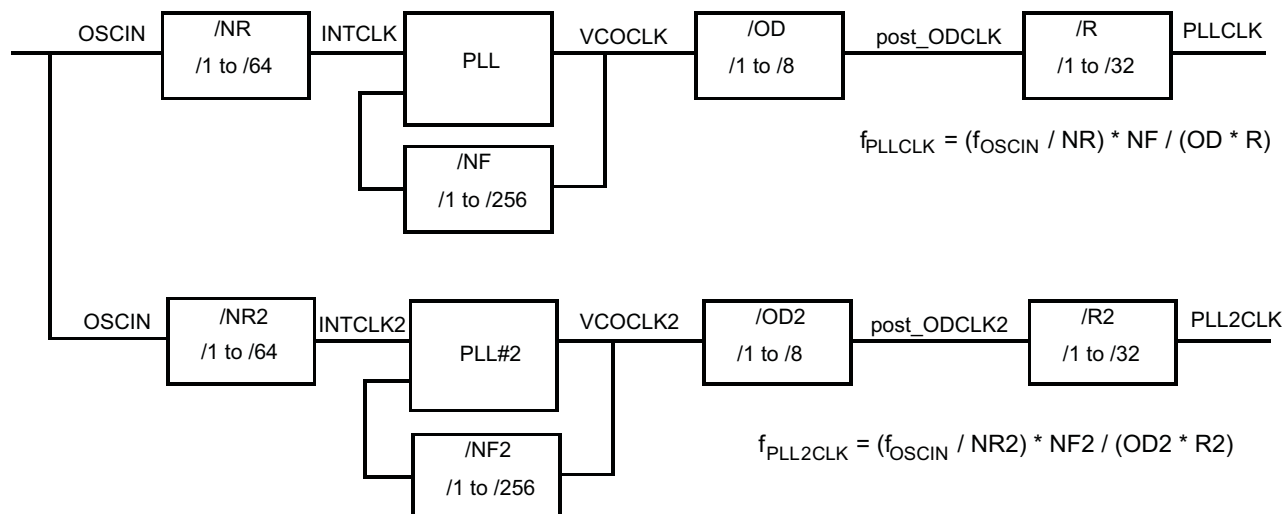 OSCIN
/NR
/1 to /64
INTCLK
PLL
/NF
/1 to /256
VCOCLK
/OD
/1 to /8
post_ODCLK
/R
/1 to /32
PLLCLK
fPLLCLK = (fOSCIN / NR) * NF / (OD * R)
OSCIN
/NR2
/1 to /64
INTCLK2
PLL#2
/NF2
/1 to /256
VCOCLK2
/OD2
/1 to /8
post_ODCLK2
/R2
/1 to /32
PLL2CLK
fPLL2CLK = (fOSCIN / NR2) * NF2 / (OD2 * R2)